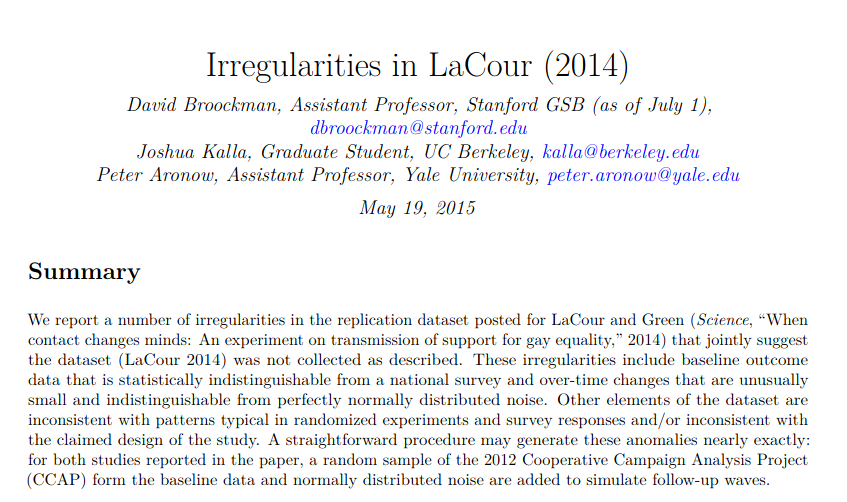 Irregularities in LaCour (2014)
David Broockman, Assistant Professor, Stanford GSB (as of July 1),
dbroockman@stanford.edu
Joshua Kalla, Graduate Student, UC Berkeley, kalla@berkeley.edu
Peter Aronow, Assistant Professor, Yale University, peter.aronow@yale.edu
May 19, 2015
Summary
We report a number of irregularities in the replication dataset posted for LaCour and Green (Science, “When
contact changes minds: An experiment on transmission of support for gay equality,” 2014) that jointly suggest
the dataset (LaCour 2014) was not collected as described. These irregularities include baseline outcome
data that is statistically indistinguishable from a national survey and over-time changes that are unusually
small and indistinguishable from perfectly normally distributed noise. Other elements of the dataset are
inconsistent with patterns typical in randomized experiments and survey responses and/or inconsistent with
the claimed design of the study. A straightforward procedure may generate these anomalies nearly exactly:
for both studies reported in the paper, a random sample of the 2012 Cooperative Campaign Analysis Project
(CCAP) form the baseline data and normally distributed noise are added to simulate follow-up waves.